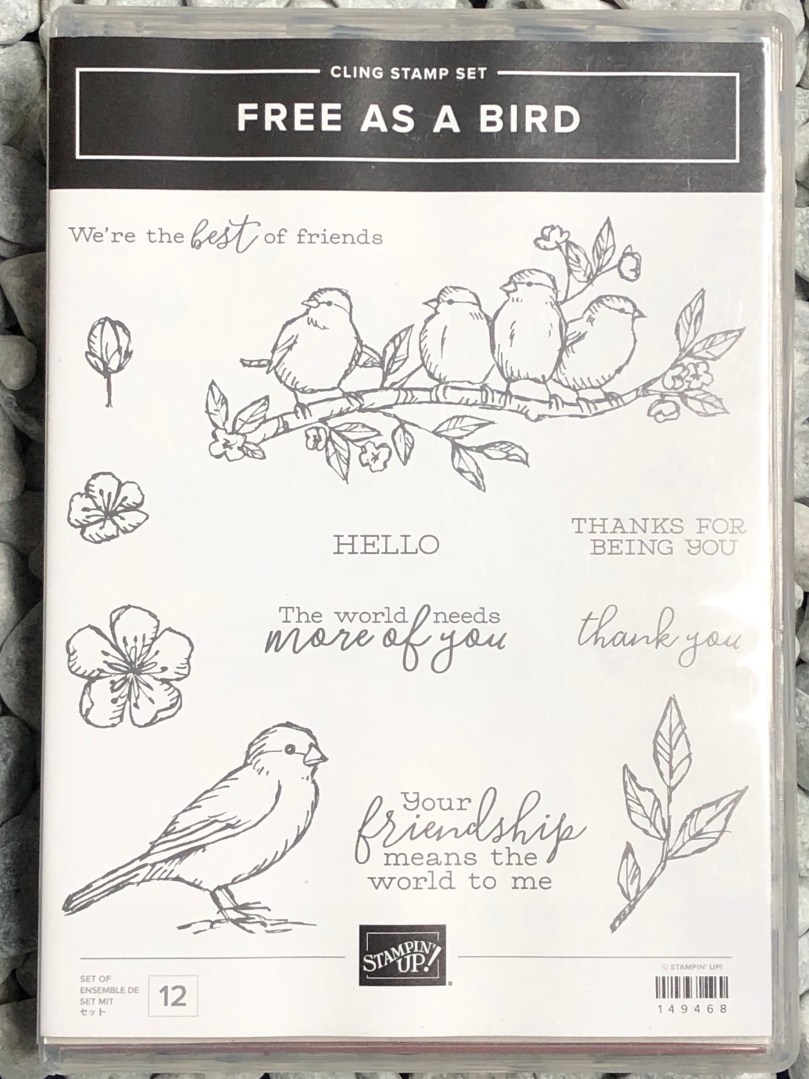 CLING STAMP SET
FREE AS A BIRD
We're the best of friends
HELLO
THANKS FOR
BEING YOU
The world needs
more of you
thank you
Your
friendship
means the
world to me
STAMPIN'
UP!®
SET OF
ENSEMBLE DE
SET MIT
セット
12
© STAMPIN' UP!
149468